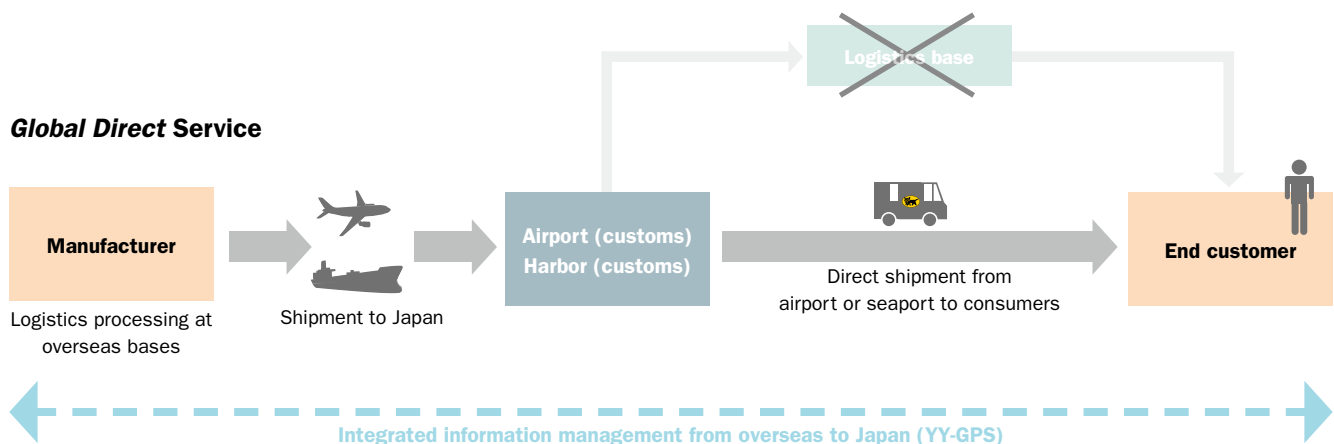 Logistics base
Global Direct Service
Manufacturer
Airport (customs)
Harbor (customs)
End customer
Logistics processing at
overseas bases
Shipment to Japan
Direct shipment from
airport or seaport to consumers
Integrated information management from overseas to Japan (YY-GPS)